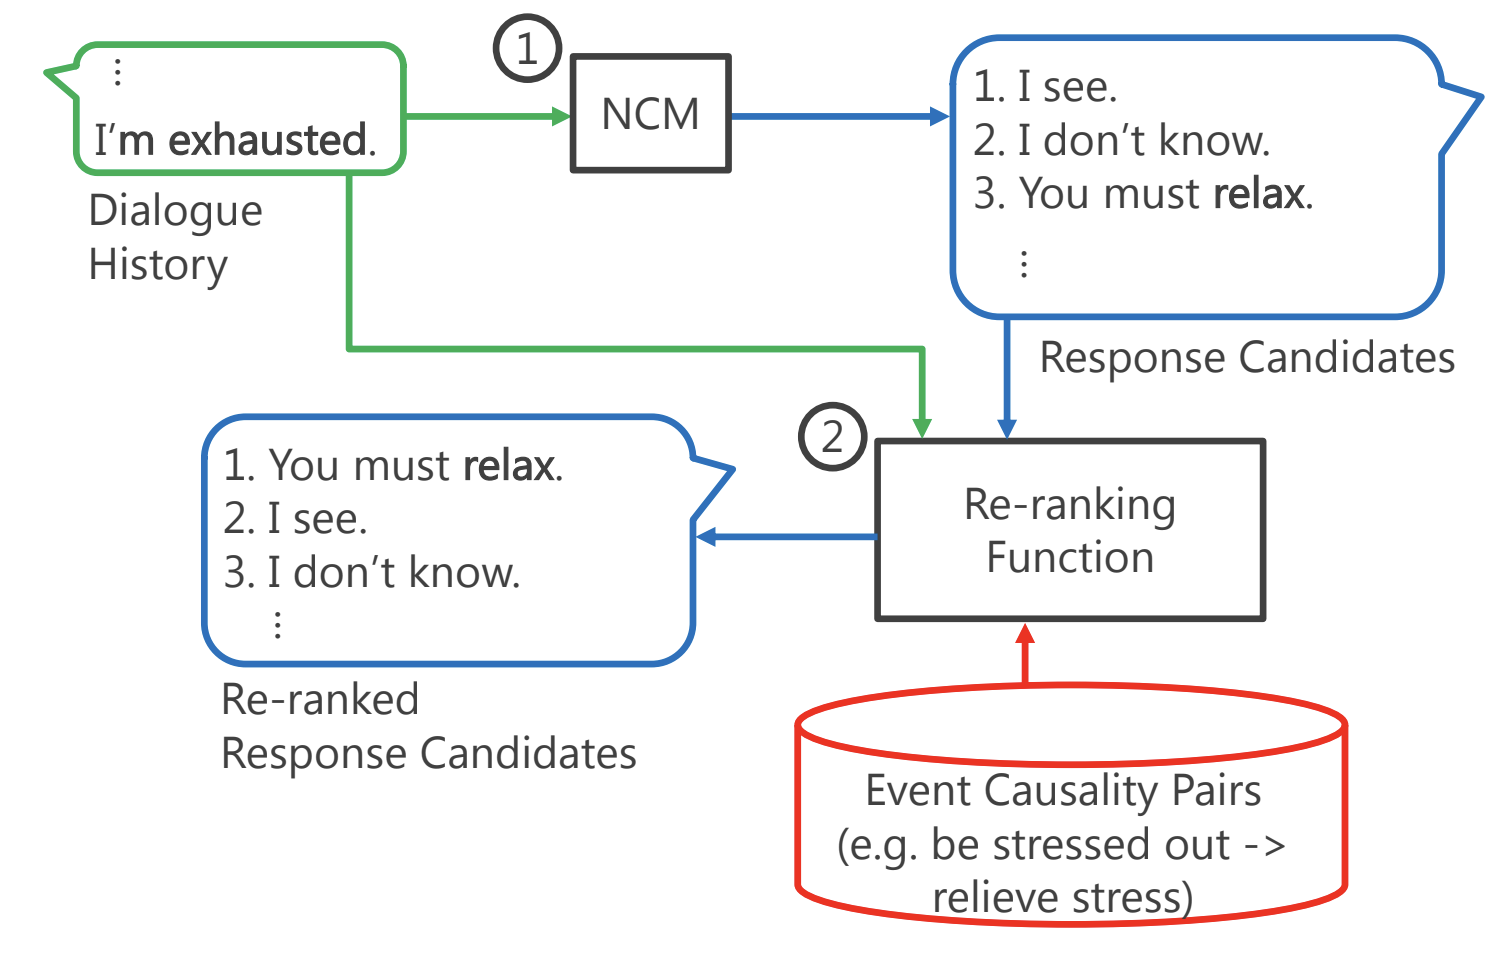 ⋮
I'm exhausted.
Dialogue
History
1
NCM
1. I see.
2. I don't know.
3. You must relax.
⋮
Response Candidates
2
Re-ranking
Function
1. You must relax.
2. I see.
3. I don't know.
⋮
Re-ranked
Response Candidates
Event Causality Pairs
(e.g. be stressed out ->
relieve stress)